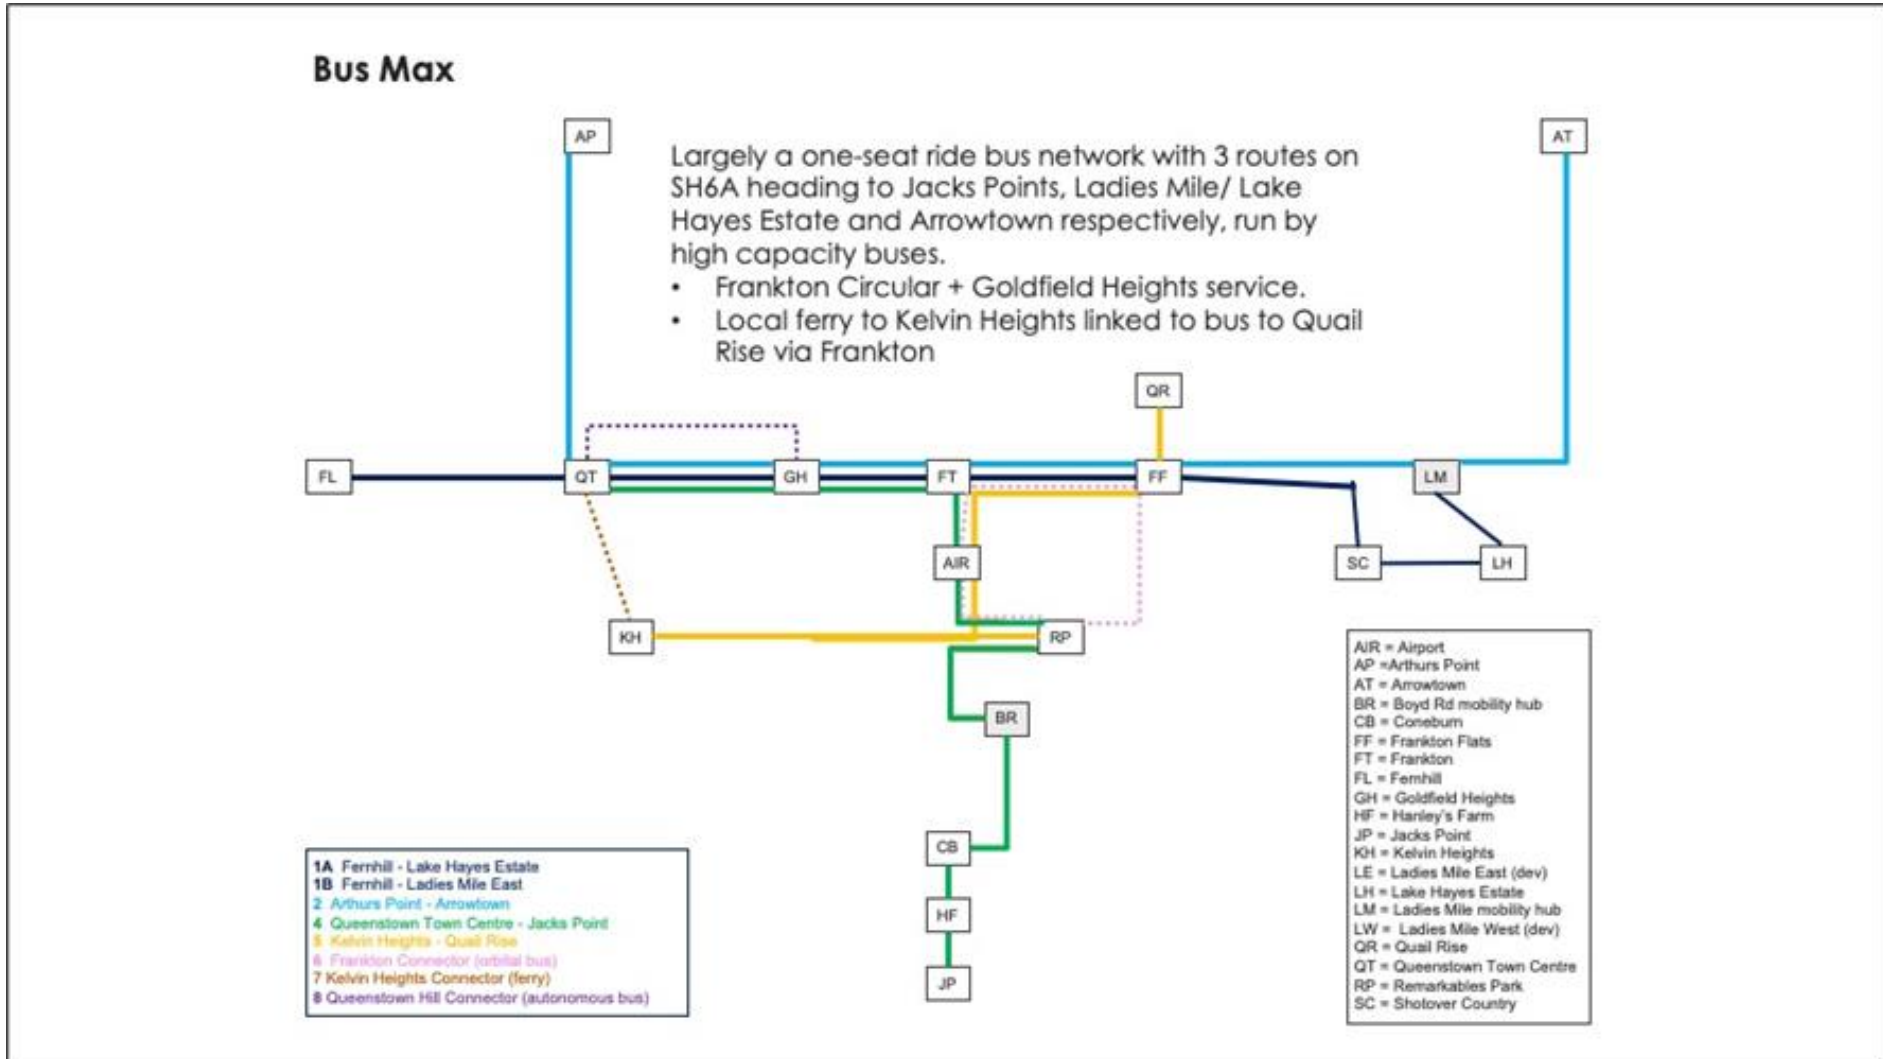 Bus Max
AP
AT
Largely a one-seat ride bus network with 3 routes on
SH6A heading to Jacks Points, Ladies Mile/ Lake
Hayes Estate and Arrowtown respectively, run by
high capacity buses.
• Frankton Circular + Goldfield Heights service.
• Local ferry to Kelvin Heights linked to bus to Quail
Rise via Frankton
QR
FL
QT
GH
FT
FF
LM
AIR
SC
LH
KH
RP
BR
CB
HF
JP
1A Fernhill - Lake Hayes Estate
1B Fernhill - Ladies Mile East
2 Arthurs Point - Arrowtown
4 Queenstown Town Centre - Jacks Point
5 Kelvin Heights - Quail Rise
6 Frankton Connector (orbital bus)
7 Kelvin Heights Connector (ferry)
8 Queenstown Hill Connector (autonomous bus)
AIR = Airport
AP =Arthurs Point
AT = Arrowtown
BR = Boyd Rd mobility hub
CB = Coneburn
FF = Frankton Flats
FT = Frankton
FL = Fernhill
GH = Goldfield Heights
HF = Hanley's Farm
JP = Jacks Point
KH = Kelvin Heights
LE = Ladies Mile East (dev)
LH = Lake Hayes Estate
LM = Ladies Mile mobility hub
LW = Ladies Mile West (dev)
QR = Quail Rise
QT = Queenstown Town Centre
RP = Remarkables Park
SC = Shotover Country